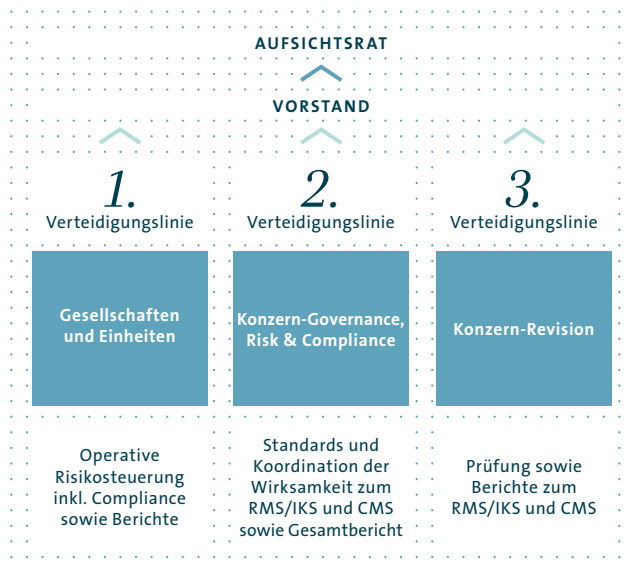 AUFSICHTSRAT
VORSTAND
1.
Verteidigungslinie
Gesellschaften
und Einheiten
Operative
Risikosteuerung
inkl. Compliance
sowie Berichte
2.
Verteidigungslinie
Konzern-Governance,
Risk & Compliance
Standards und
Koordination der
Wirksamkeit zum
RMS/IKS und CMS
sowie Gesamtbericht
3.
Verteidigungslinie
Konzern-Revision
Prüfung sowie
Berichte zum
RMS/IKS und CMS